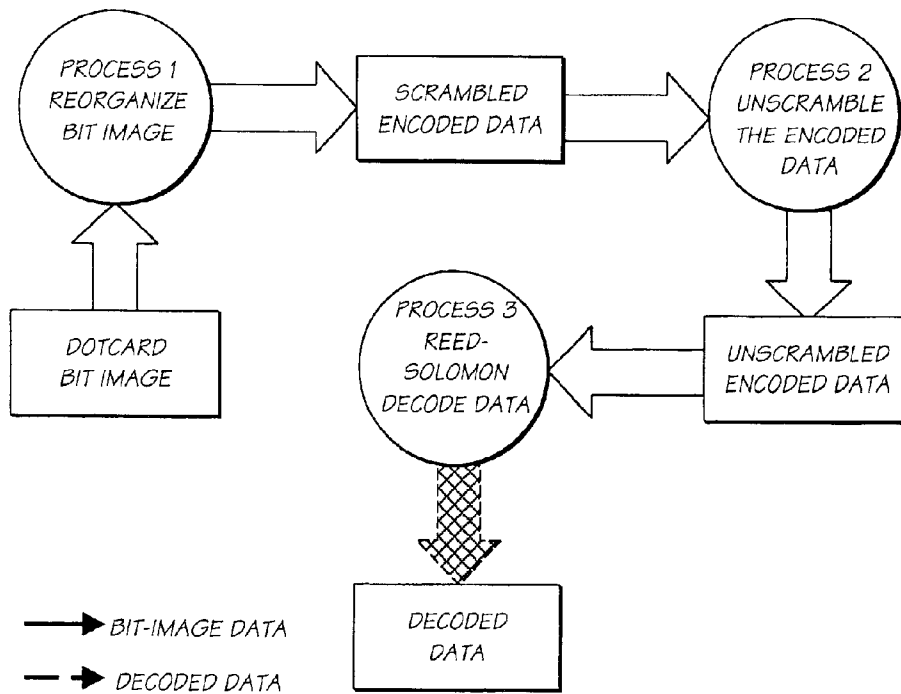 PROCESS 1
REORGANIZE
BIT IMAGE
SCRAMBLED
ENCODED DATA
PROCESS 2
UNSCRAMBLE
THE ENCODED
DATA
DOTCARD
BIT IMAGE
PROCESS 3
REED-
SOLOMON
DECODE DATA
UNSCRAMBLED
ENCODED DATA
DECODED
DATA
BIT-IMAGE DATA
DECODED DATA